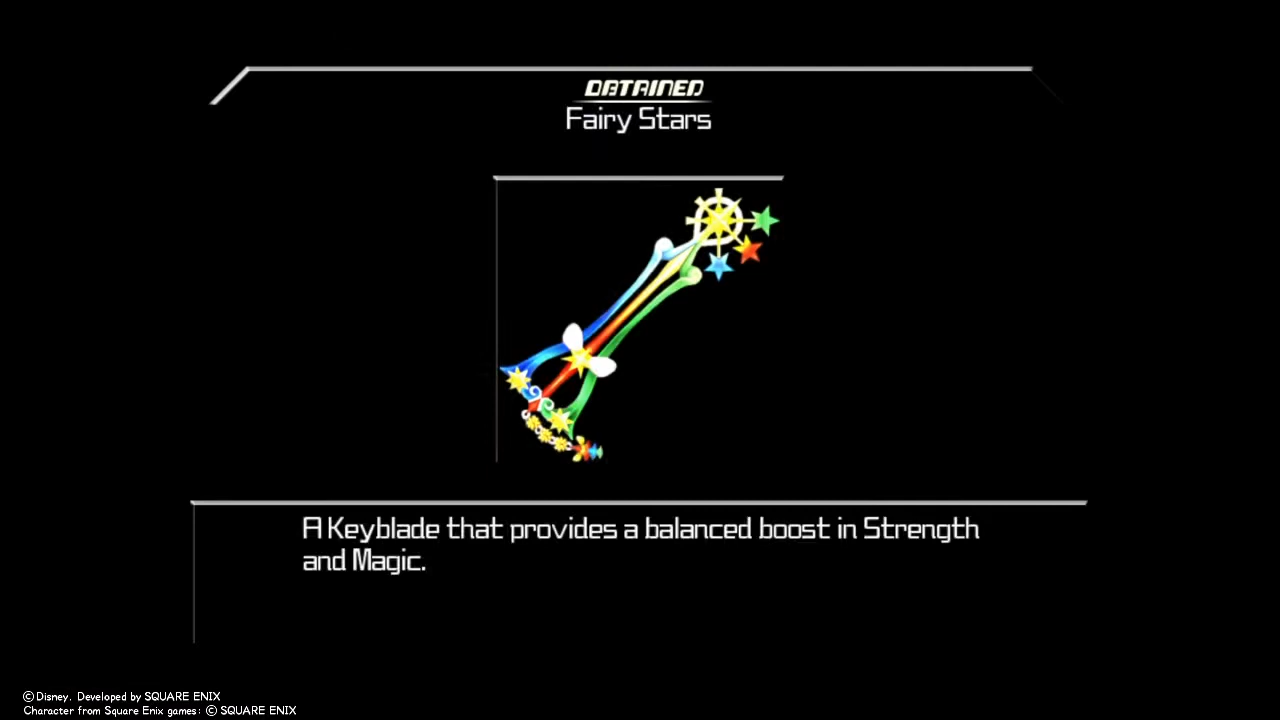 OBTAINED
Fairy Stars
A Keyblade that provides a balanced boost in Strength
and Magic.
© Disney. Developed by SQUARE ENIX
Character from Square Enix games: © SQUARE ENIX